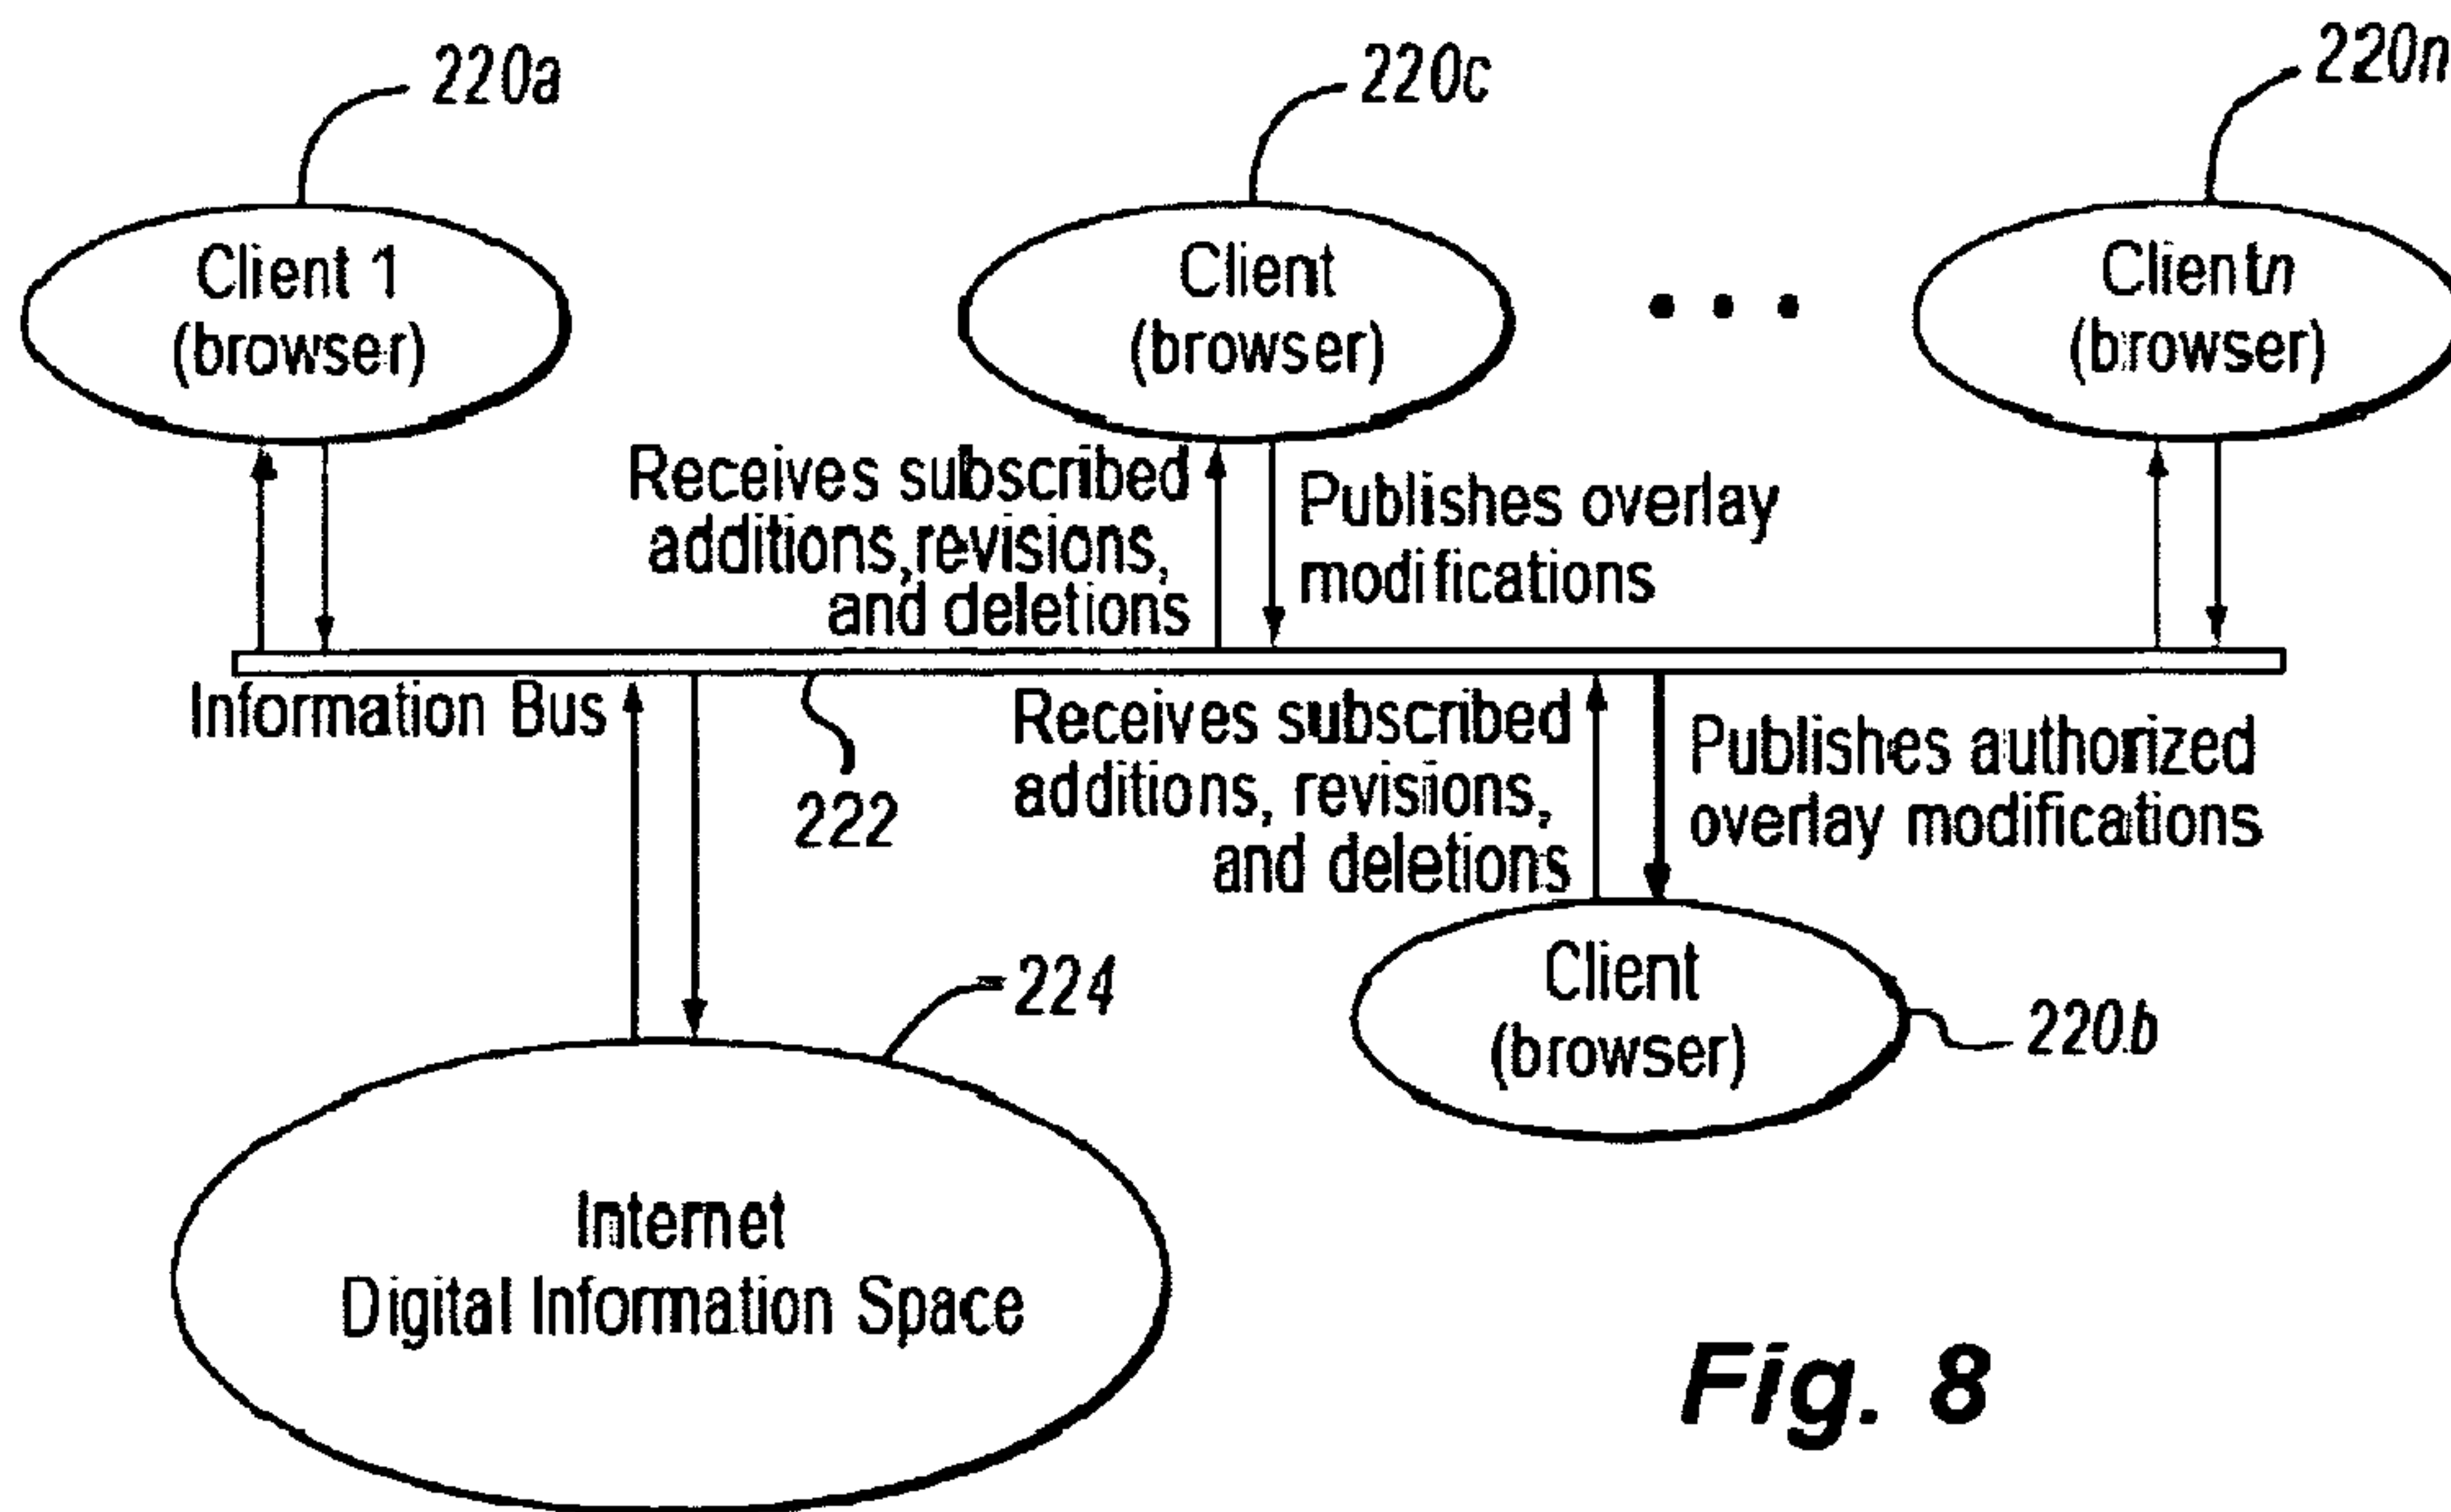 220a
220c
220n
Client 1
(browser)
Client
(browser)
Clientn
(browser)
Receives subscribed
additions,revisions,
and deletions
Publishes overlay
modifications
Information Bus
222
Receives subscribed
additions, revisions,
and deletions
Publishes authorized
overlay modifications
224
Client
(browser)
220b
Internet
Digital Information Space
Fig. 8